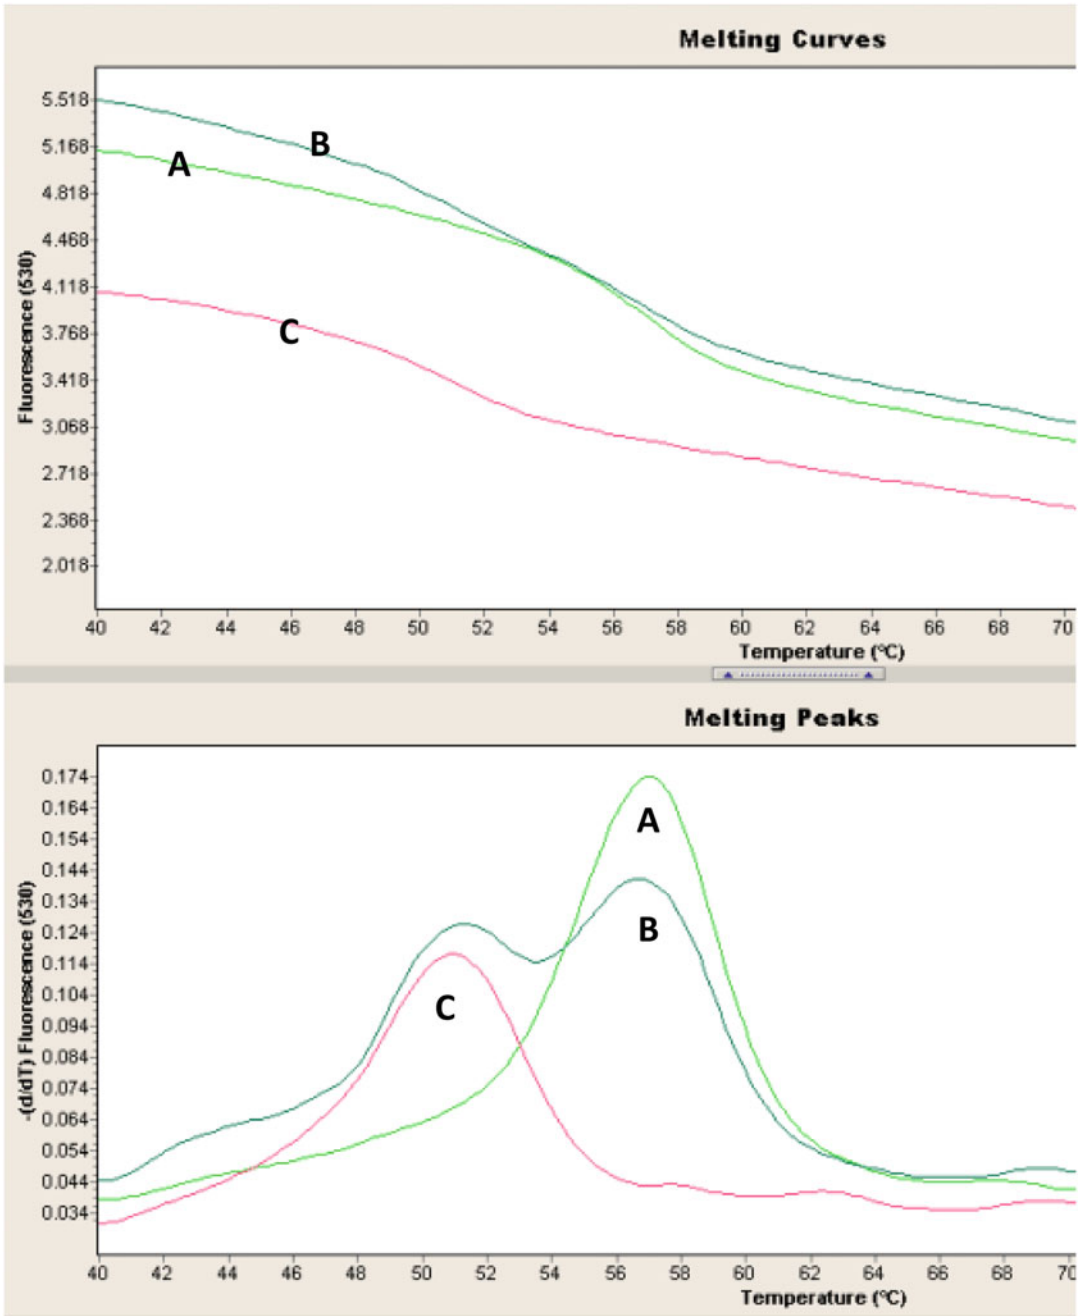 Melting Curves
5.518
5.168
4.818
4.468
4.118
3.768
3.418
3.068
2.718
2.368
2.018
Fluorescence (530)
B
A
C
40 42 44 46 48 50 52 54 56 58 60 62 64 66 68 70
Temperature (°C)
Melting Peaks
0.174
0.164
0.154
0.144
0.134
0.124
0.114
0.104
0.094
0.084
0.074
0.064
0.054
0.044
0.034
-(d/dT) Fluorescence (530)
A
B
C
40 42 44 46 48 50 52 54 56 58 60 62 64 66 68 70
Temperature (°C)